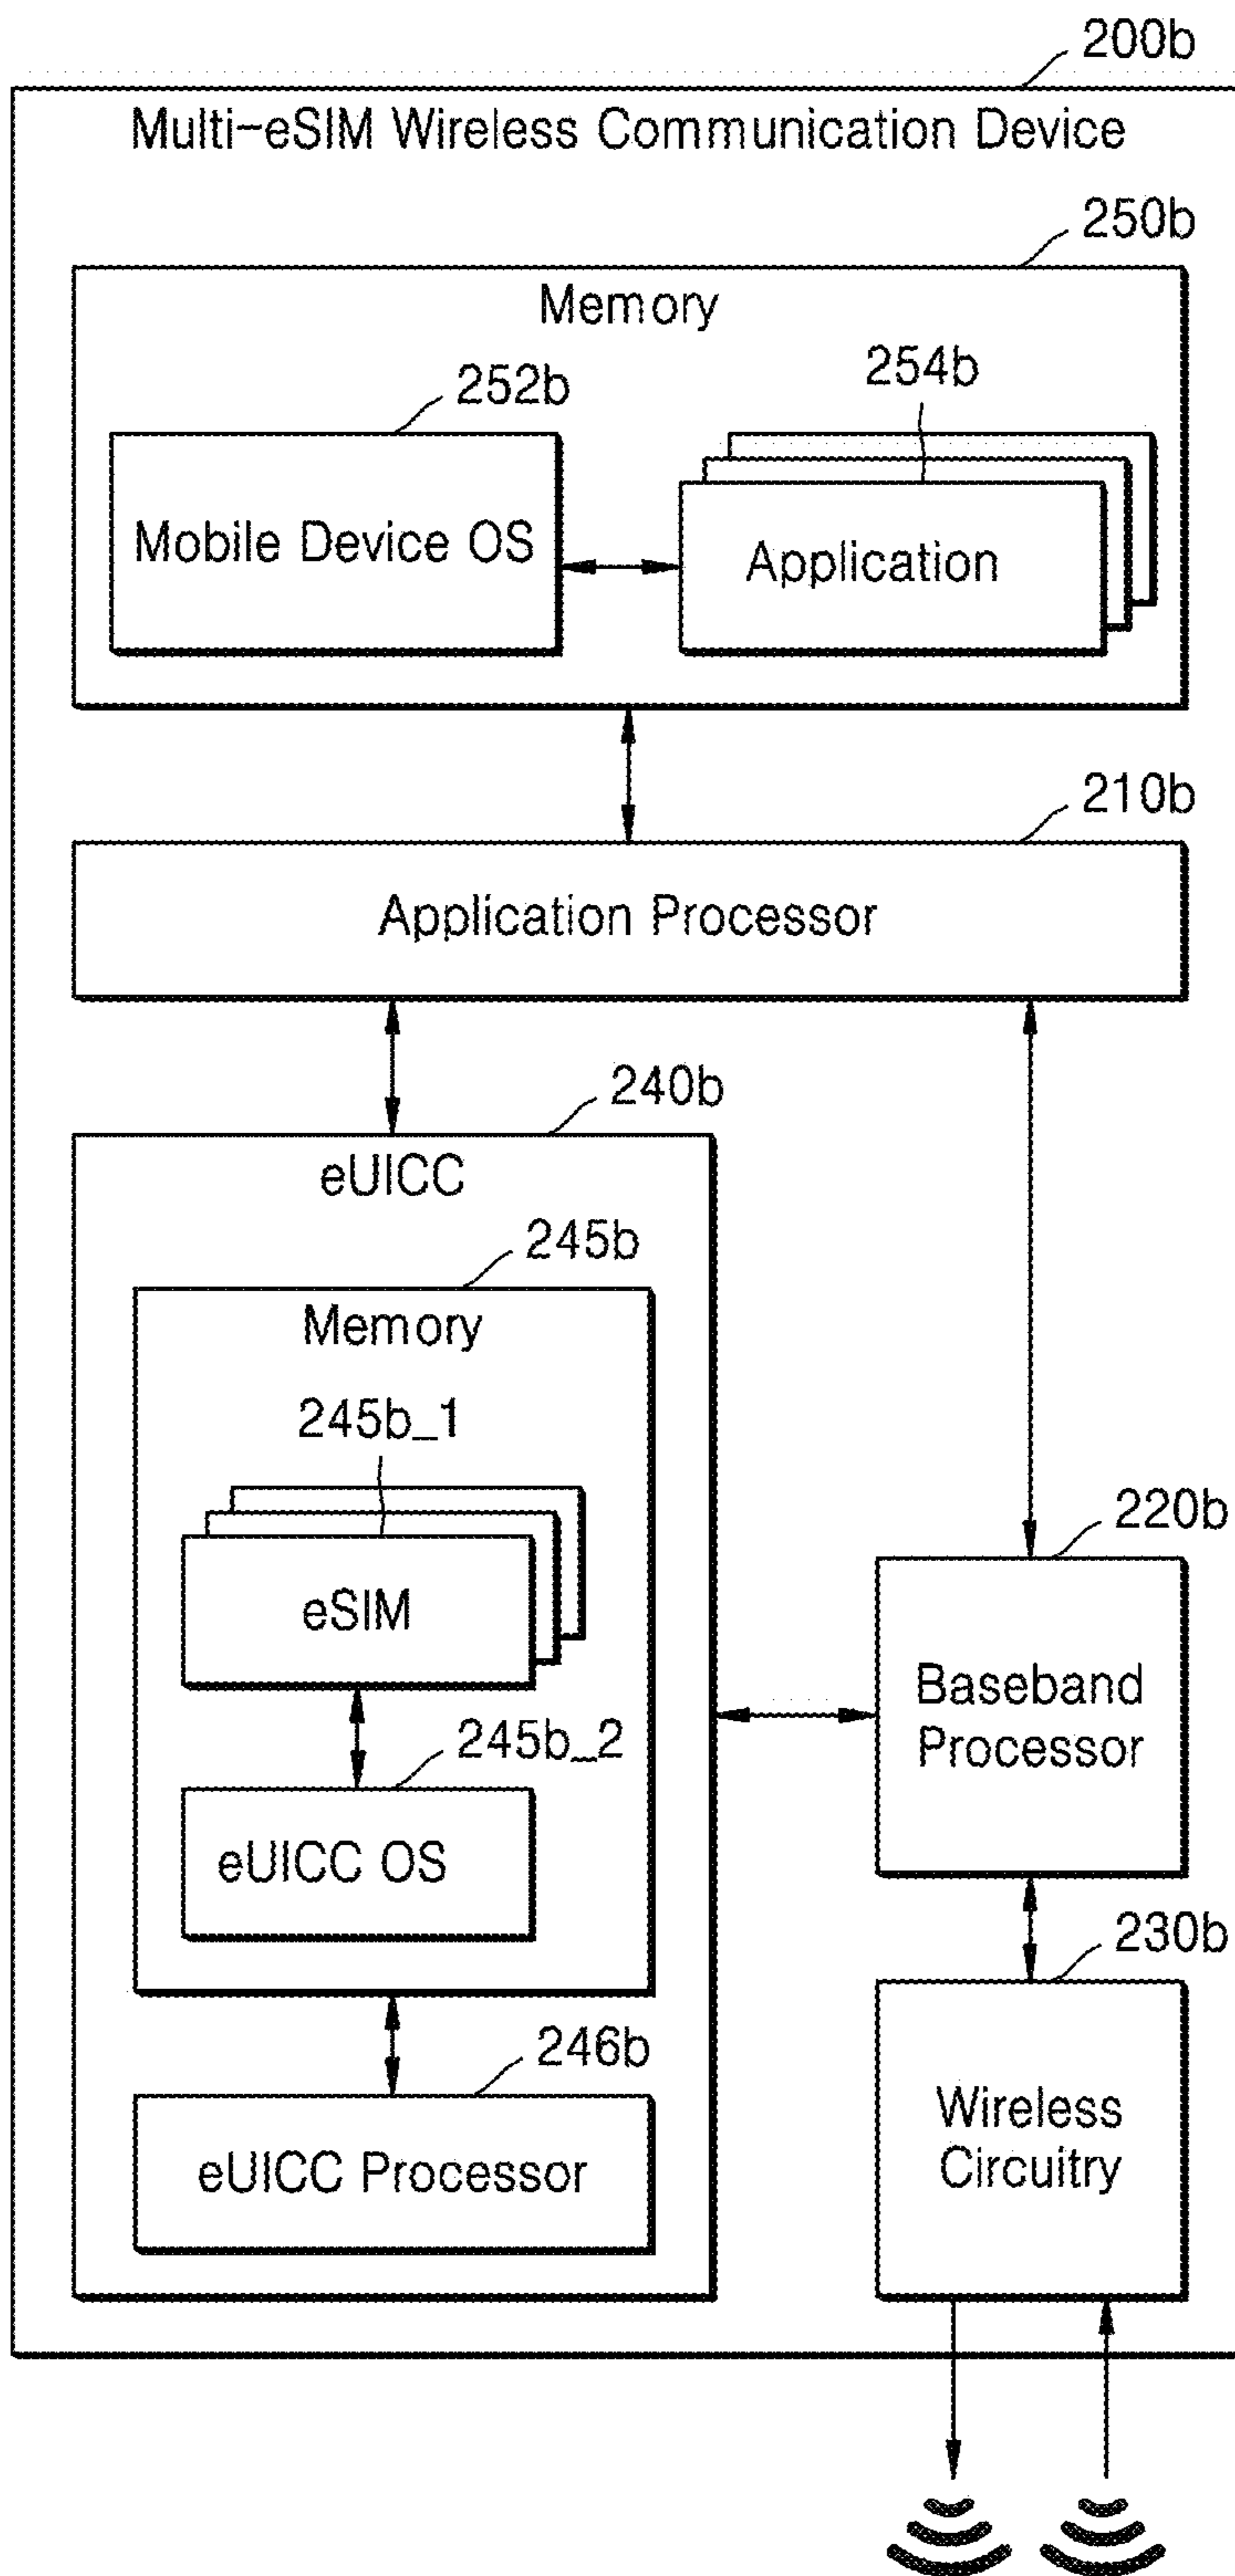 200b
Multi-eSIM Wireless Communication Device
250b
Memory
252b
254b
Mobile Device OS
Application
210b
Application Processor
240b
eUICC
245b
Memory
245b_1
eSIM
245b_2
eUICC OS
246b
eUICC Processor
220b
Baseband
Processor
230b
Wireless
Circuitry